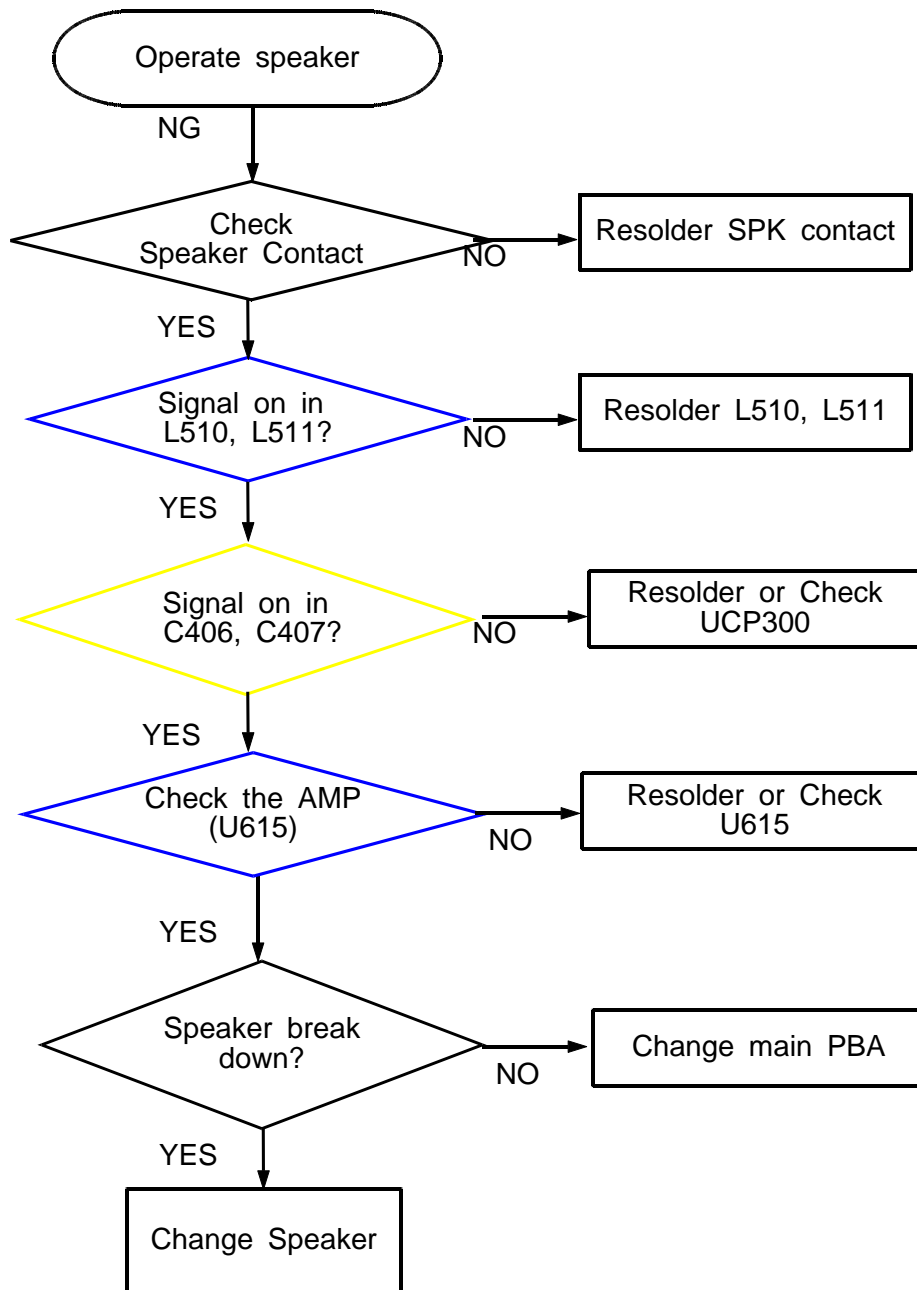 Operate speaker
NG
Check
Speaker Contact
NO
Resolder SPK contact
YES
Signal on in
L510, L511?
NO
Resolder L510, L511
YES
Signal on in
C406, C407?
NO
Resolder or Check
UCP300
YES
Check the AMP
(U615)
NO
Resolder or Check
U615
YES
Speaker break
down?
NO
Change main PBA
YES
Change Speaker